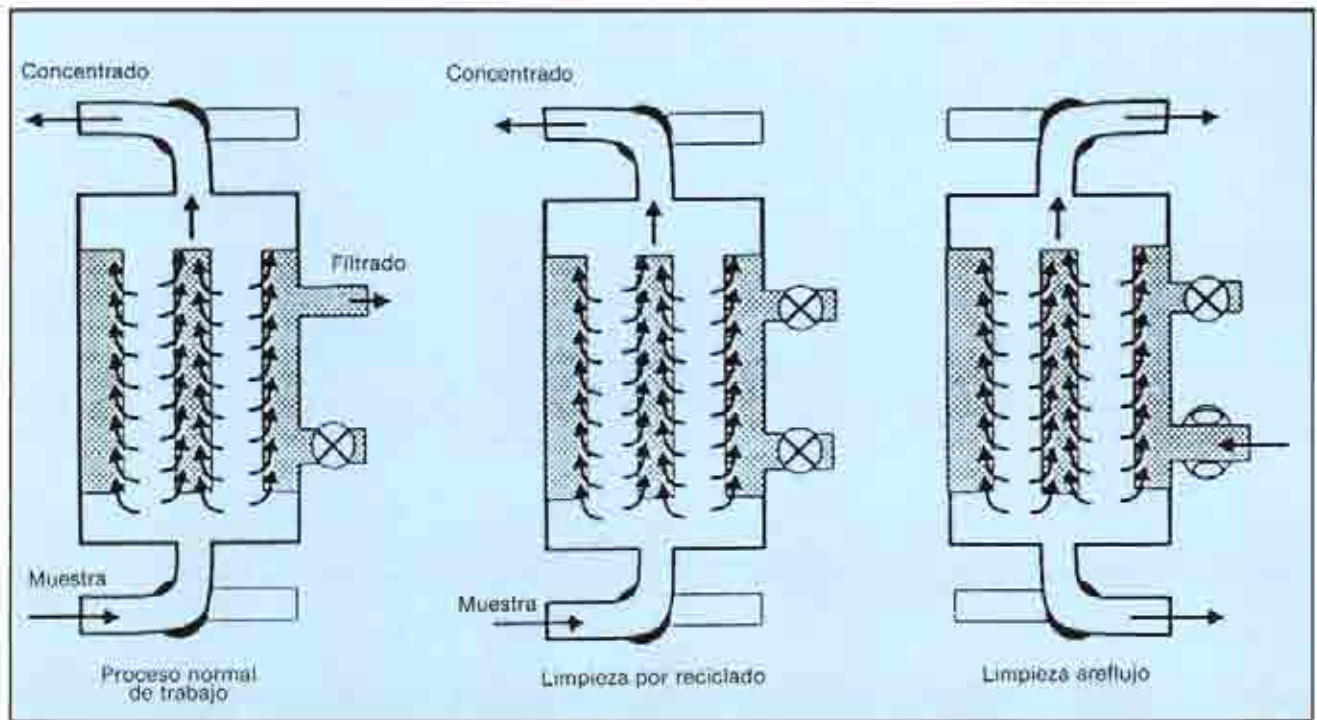 Concentrado
Concentrado
Filtrado
Muestra
Muestra
Proceso normal
de trabajo
Limpieza por reciclado
Limpieza areflujo